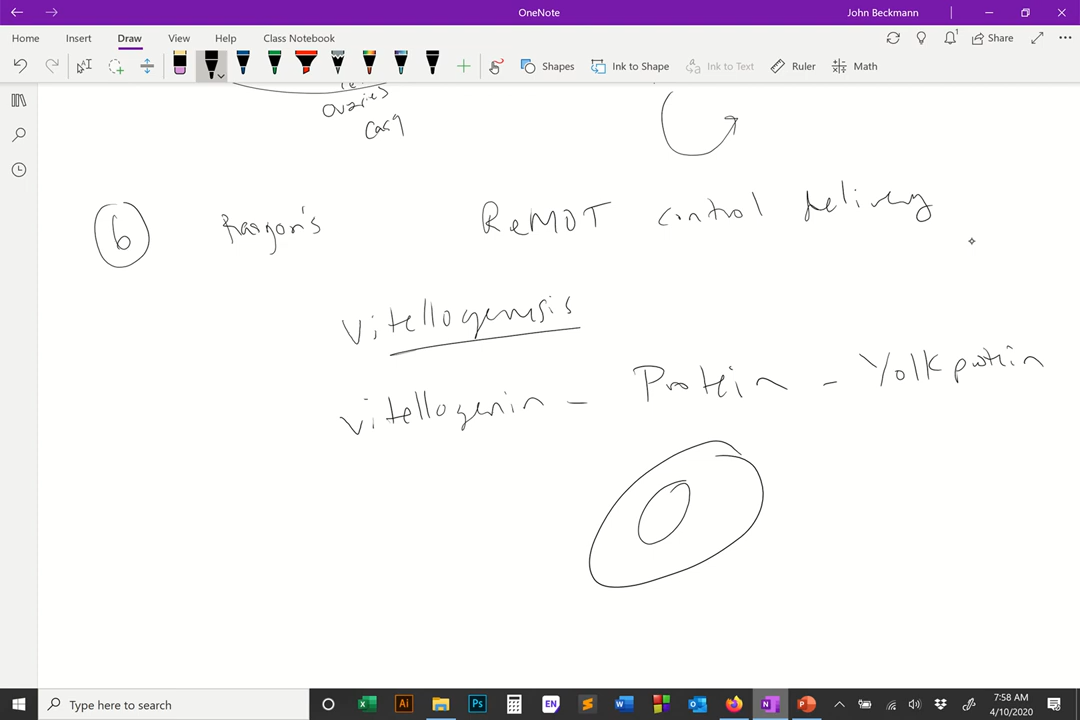 OneNote
John Beckmann
Home Insert Draw View Help Class Notebook
Share
Shapes Ink to Shape Ink to Text Ruler Math
ovaries
Cas9
6 ReMOT control delivery
Vitellogenesis
Vitellogenin - Protein - Yolk protein
Type here to search
EN
7:58 AM
4/10/2020